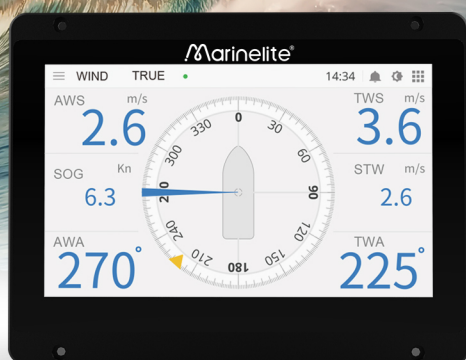 Marinelite®
WIND TRUE 14:34
AWS m/s
2.6
TWS m/s
3.6
SOG Kn
6.3
STW m/s
2.6
AWA
270°
TWA
225°
0
30
60
90
120
150
180
210
240
270
300
330